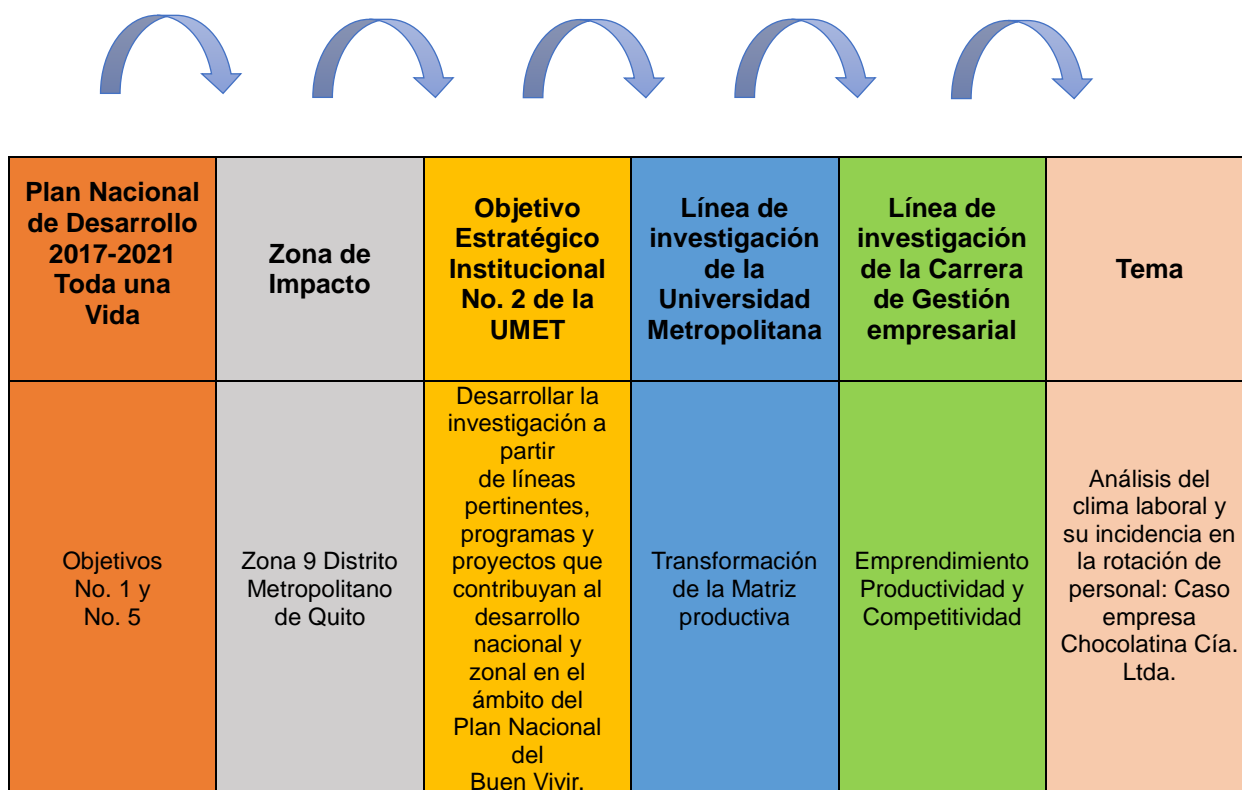 Plan Nacional
de Desarrollo
2017-2021
Toda una
Vida
Zona de
Impacto
Objetivo
Estratégico
Institucional
No. 2 de la
UMET
Línea de
investigación
de la
Universidad
Metropolitana
Línea de
investigación
de la Carrera
de Gestión
empresarial
Tema
Objetivos
No. 1 y
No. 5
Zona 9 Distrito
Metropolitano
de Quito
Desarrollar la
investigación a
partir
de líneas
pertinentes,
programas y
proyectos que
contribuyan al
desarrollo
nacional y
zonal en el
ámbito del
Plan Nacional
del
Buen Vivir.
Transformación
de la Matriz
productiva
Emprendimiento
Productividad y
Competitividad
Análisis del
clima laboral y
su incidencia en
la rotación de
personal: Caso
empresa
Chocolatina Cía.
Ltda.